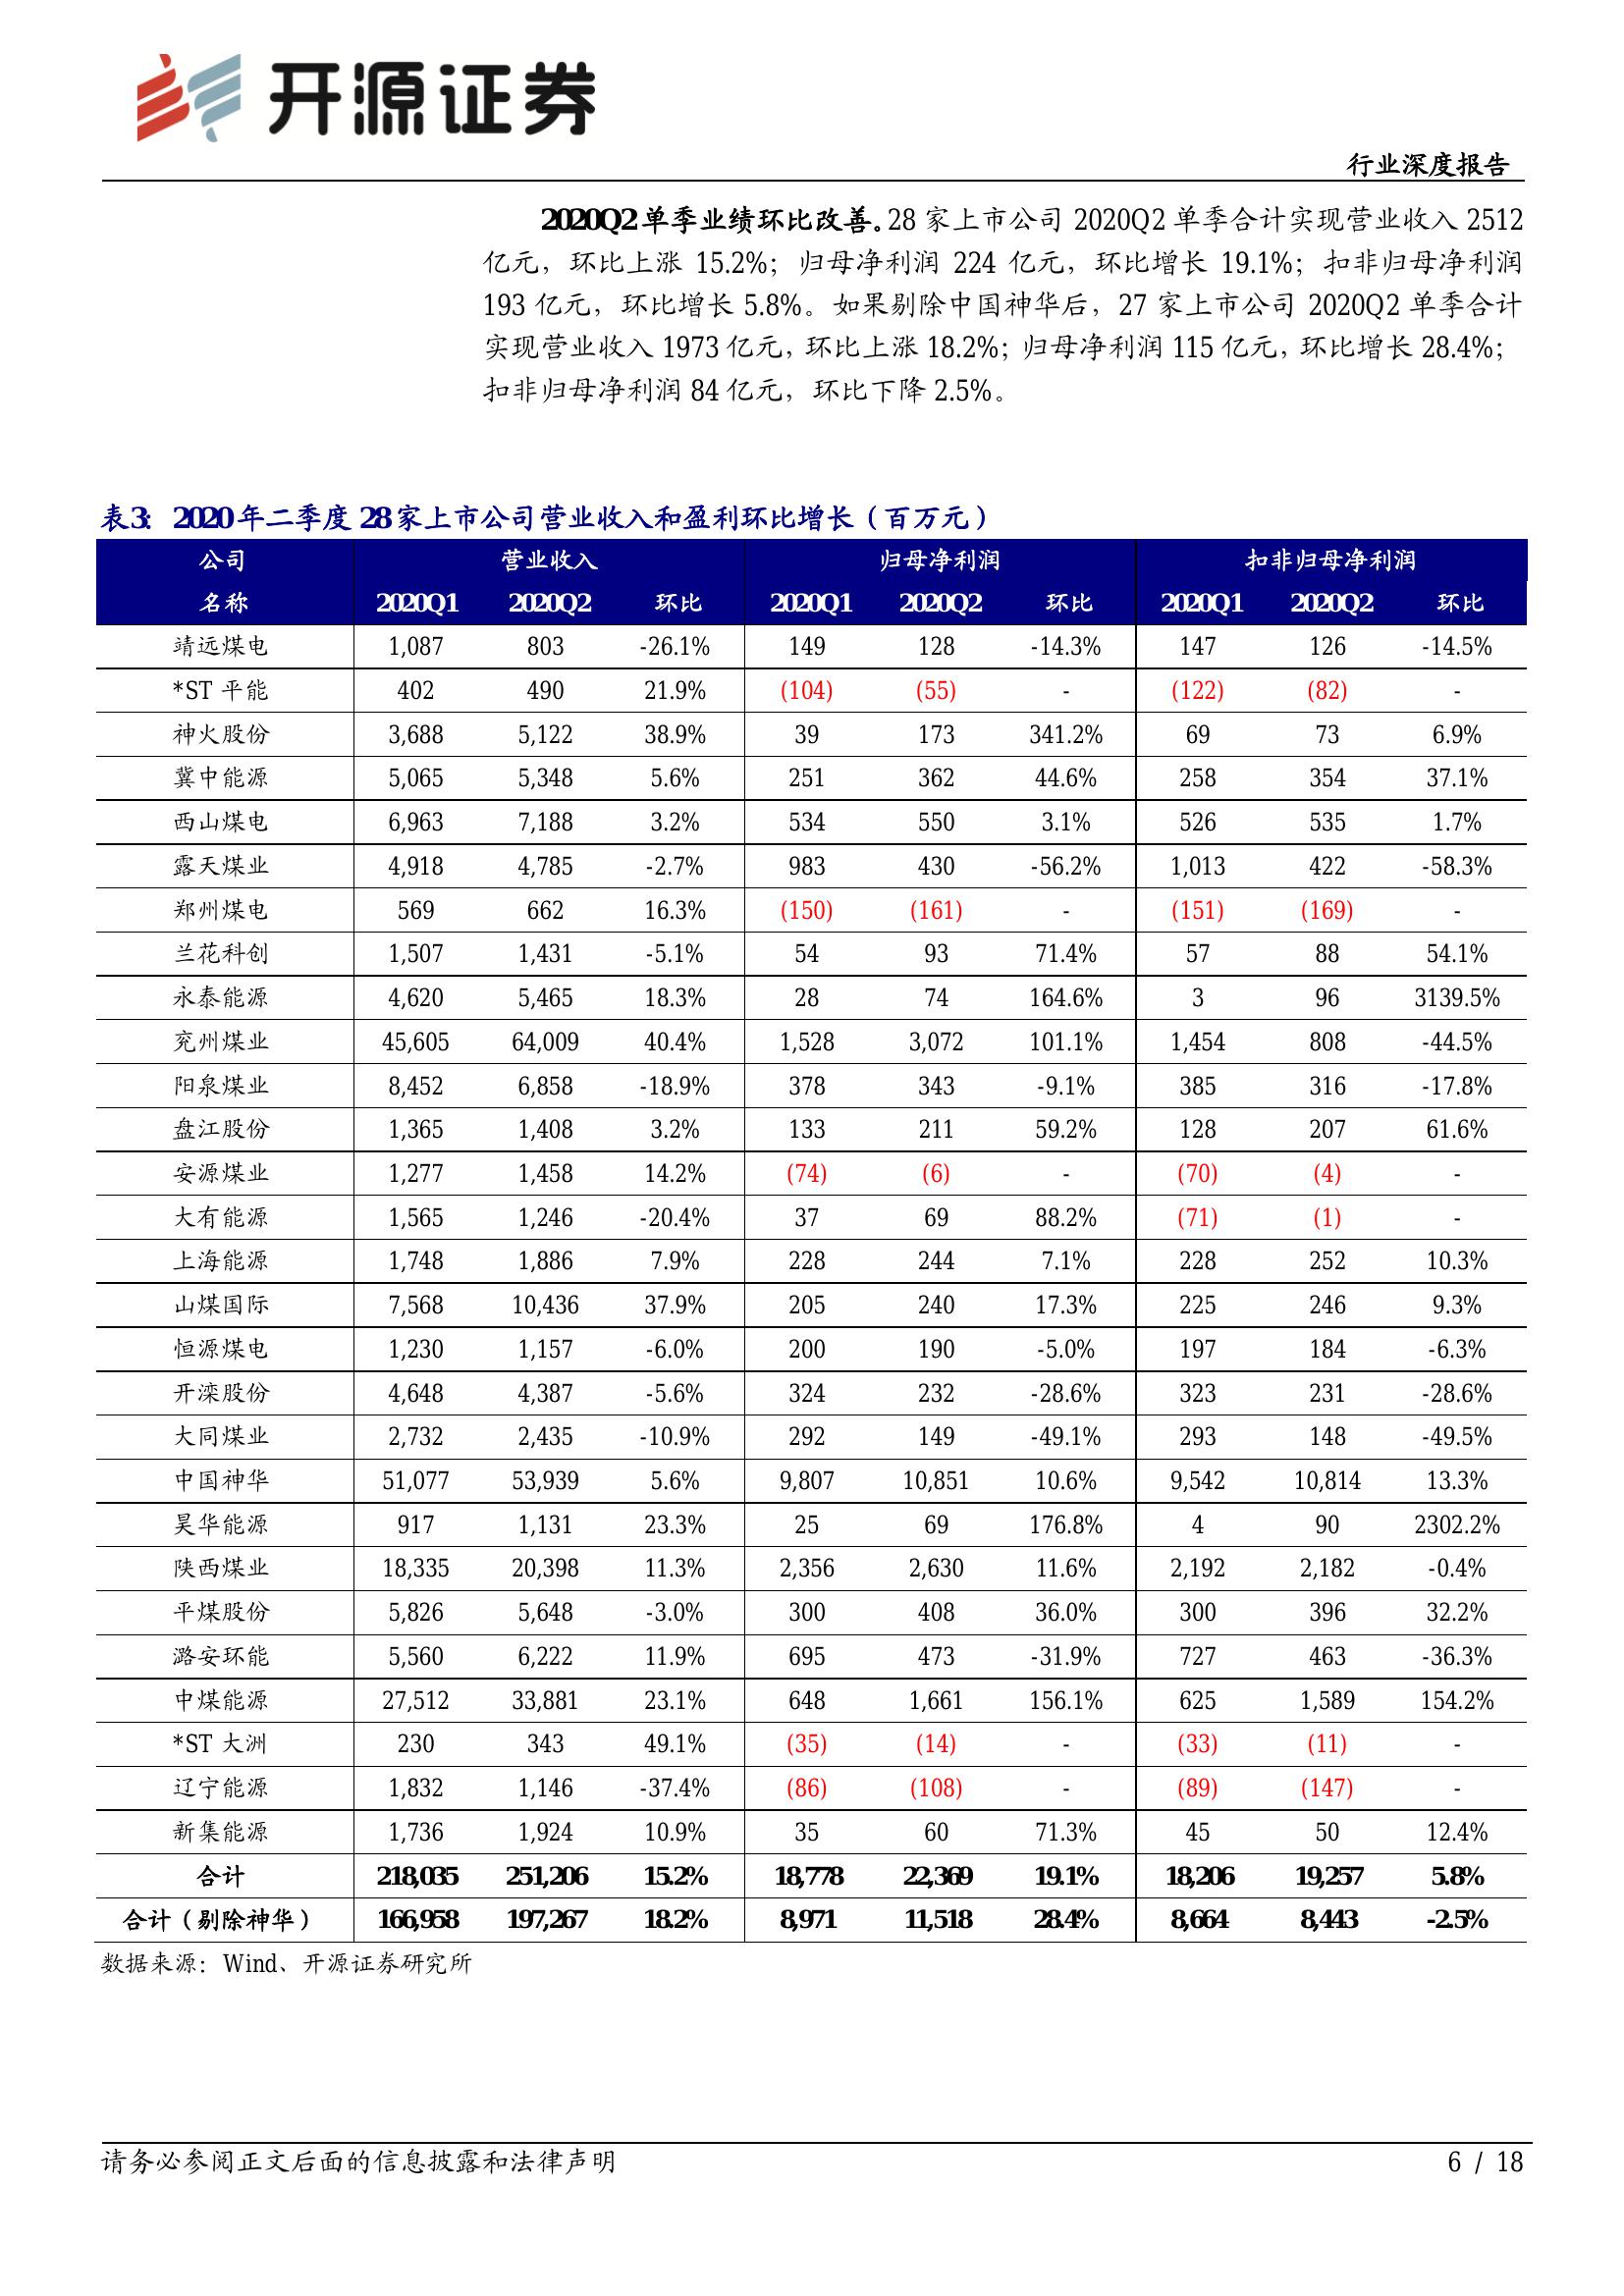 开源证券
行业深度报告
2020Q2 单季业绩环比改善。28 家上市公司 2020Q2 单季合计实现营业收入 2512
亿元，环比上涨 15.2%；归母净利润 224 亿元，环比增长 19.1%；扣非归母净利润
193 亿元，环比增长 5.8%。如果剔除中国神华后，27 家上市公司 2020Q2 单季合计
实现营业收入 1973 亿元，环比上涨 18.2%；归母净利润 115 亿元，环比增长 28.4%；
扣非归母净利润 84 亿元，环比下降 2.5%。
表3： 2020 年二季度 28 家上市公司营业收入和盈利环比增长（百万元）
公司 营业收入 归母净利润 扣非归母净利润
名称 2020Q1 2020Q2 环比 2020Q1 2020Q2 环比 2020Q1 2020Q2 环比
靖远煤电 1,087 803 -26.1% 149 128 -14.3% 147 126 -14.5%
*ST 平能 402 490 21.9% (104) (55) - (122) (82) -
神火股份 3,688 5,122 38.9% 39 173 341.2% 69 73 6.9%
冀中能源 5,065 5,348 5.6% 251 362 44.6% 258 354 37.1%
西山煤电 6,963 7,188 3.2% 534 550 3.1% 526 535 1.7%
露天煤业 4,918 4,785 -2.7% 983 430 -56.2% 1,013 422 -58.3%
郑州煤电 569 662 16.3% (150) (161) - (151) (169) -
兰花科创 1,507 1,431 -5.1% 54 93 71.4% 57 88 54.1%
永泰能源 4,620 5,465 18.3% 28 74 164.6% 3 96 3139.5%
兖州煤业 45,605 64,009 40.4% 1,528 3,072 101.1% 1,454 808 -44.5%
阳泉煤业 8,452 6,858 -18.9% 378 343 -9.1% 385 316 -17.8%
盘江股份 1,365 1,408 3.2% 133 211 59.2% 128 207 61.6%
安源煤业 1,277 1,458 14.2% (74) (6) - (70) (4) -
大有能源 1,565 1,246 -20.4% 37 69 88.2% (71) (1) -
上海能源 1,748 1,886 7.9% 228 244 7.1% 228 252 10.3%
山煤国际 7,568 10,436 37.9% 205 240 17.3% 225 246 9.3%
恒源煤电 1,230 1,157 -6.0% 200 190 -5.0% 197 184 -6.3%
开滦股份 4,648 4,387 -5.6% 324 232 -28.6% 323 231 -28.6%
大同煤业 2,732 2,435 -10.9% 292 149 -49.1% 293 148 -49.5%
中国神华 51,077 53,939 5.6% 9,807 10,851 10.6% 9,542 10,814 13.3%
昊华能源 917 1,131 23.3% 25 69 176.8% 4 90 2302.2%
陕西煤业 18,335 20,398 11.3% 2,356 2,630 11.6% 2,192 2,182 -0.4%
平煤股份 5,826 5,648 -3.0% 300 408 36.0% 300 396 32.2%
潞安环能 5,560 6,222 11.9% 695 473 -31.9% 727 463 -36.3%
中煤能源 27,512 33,881 23.1% 648 1,661 156.1% 625 1,589 154.2%
*ST 大洲 230 343 49.1% (35) (14) - (33) (11) -
辽宁能源 1,832 1,146 -37.4% (86) (108) - (89) (147) -
新集能源 1,736 1,924 10.9% 35 60 71.3% 45 50 12.4%
合计 218,035 251,206 15.2% 18,778 22,369 19.1% 18,206 19,257 5.8%
合计（剔除神华） 166,958 197,267 18.2% 8,971 11,518 28.4% 8,664 8,443 -2.5%
数据来源：Wind、开源证券研究所
请务必参阅正文后面的信息披露和法律声明 6 / 18